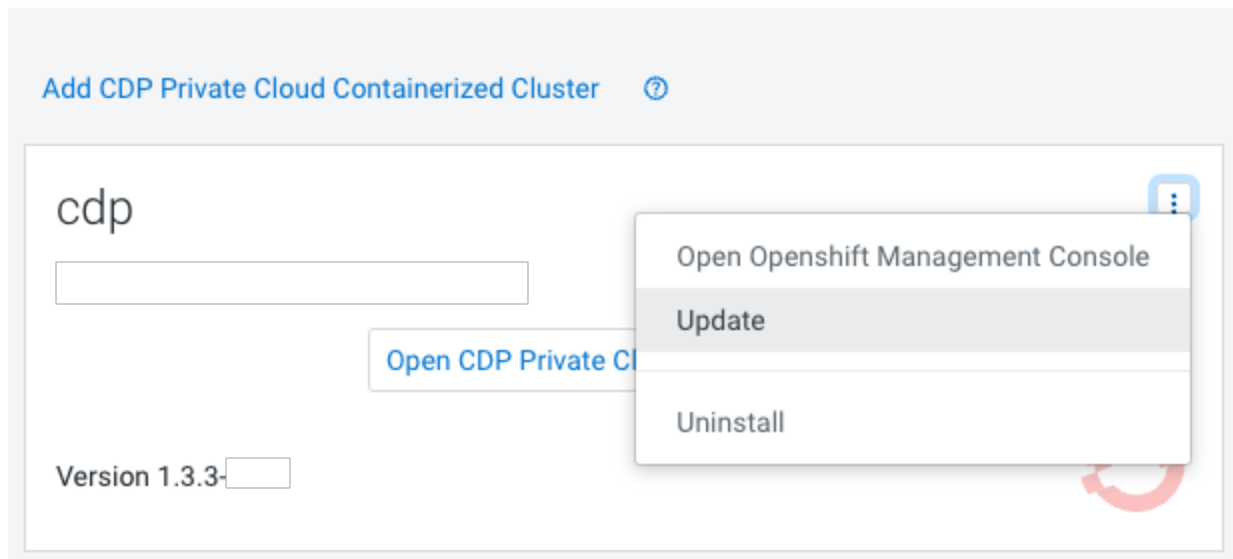 Add CDP Private Cloud Containerized Cluster
cdp
Open Openshift Management Console
Update
Open CDP Private Cl
Uninstall
Version 1.3.3-